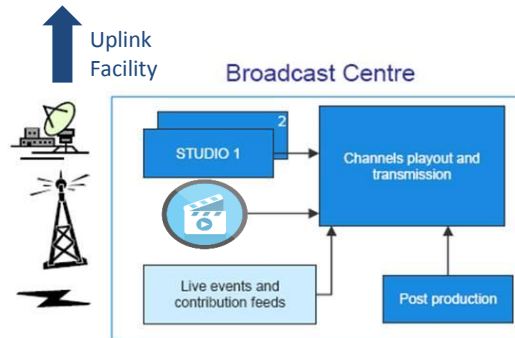 Uplink
Facility
Broadcast Centre
2
STUDIO 1
Channels playout and
transmission
Live events and
contribution feeds
Post production